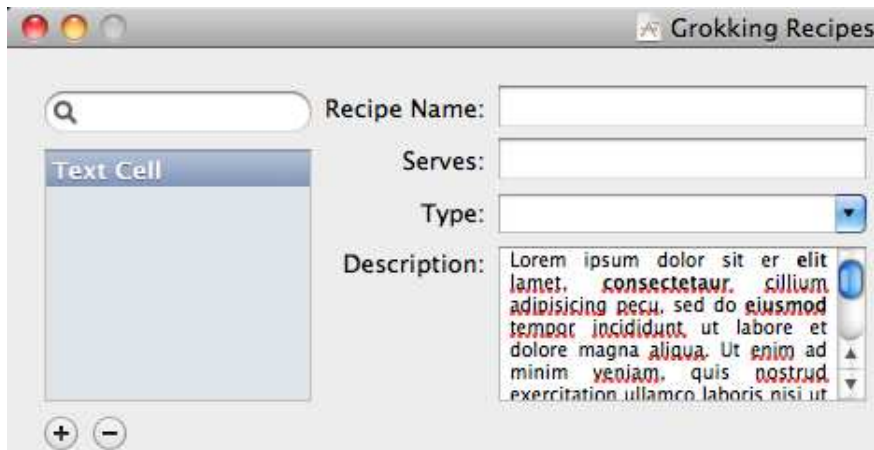 Grokking Recipes
Recipe Name:
Text Cell
Serves:
Type:
Description:
Lorem ipsum dolor sit er elit
lamet, consectetaur cillium
adipisicing pecu, sed do eiusmod
tempor incididunt ut labore et
dolore magna aliqua. Ut enim ad
minim veniam, quis nostrud
exercitation ullamco laboris nisi ut